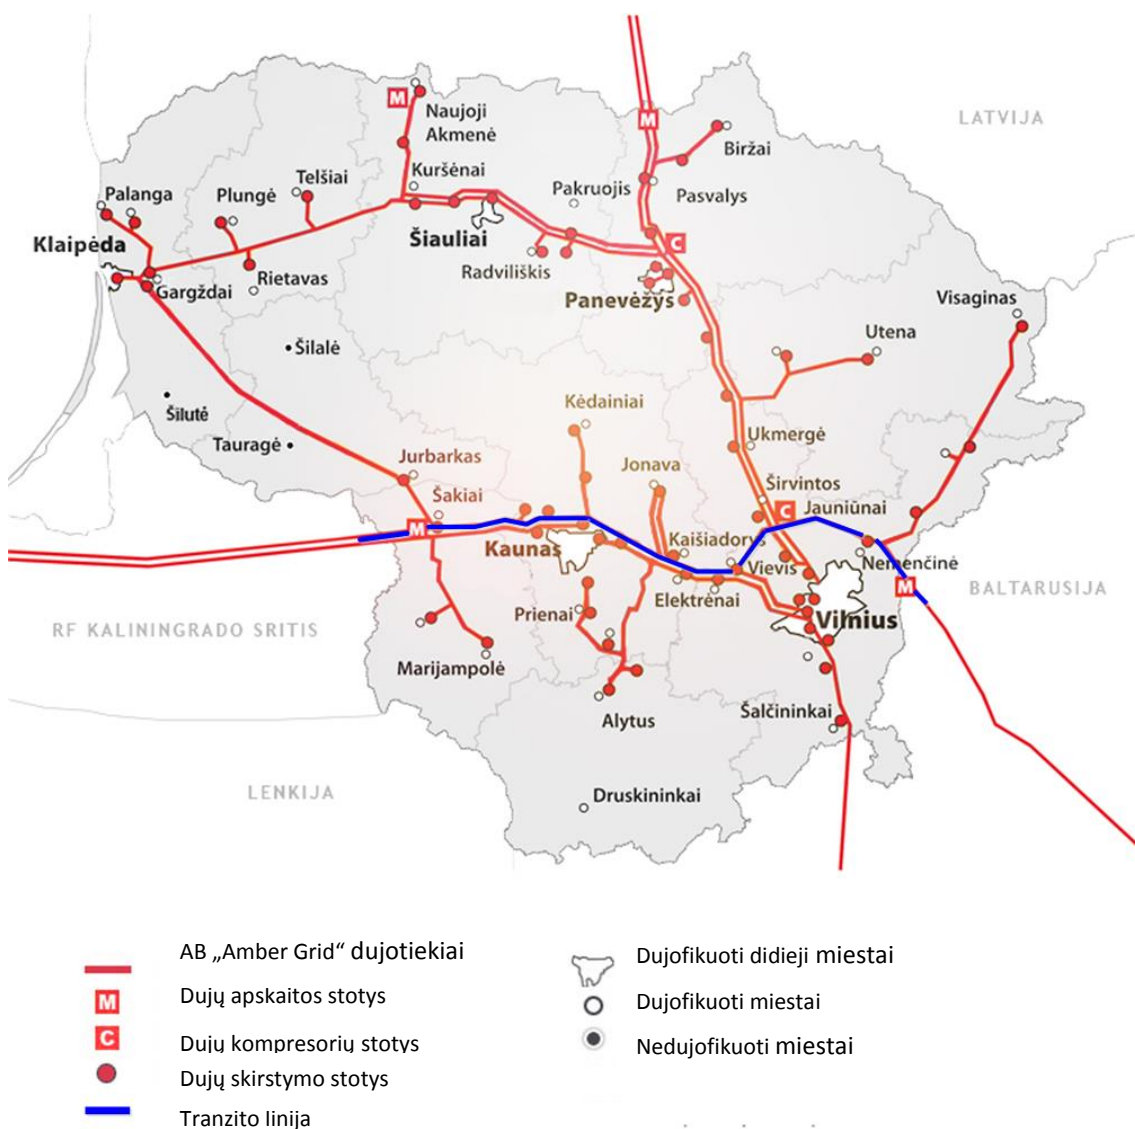 M
Naujoji
Akmenė
M
LATVIJA
Biržai
Kuršėnai
Telšiai
Pakruojis
Palanga
Plungė
Pasvalys
Klaipėda
Šiauliai
C
Radviliškis
Rietavas
Gargždai
Panevėžys
Visaginas
Utena
Šilalė
Kėdainiai
Šilutė
Tauragė
Ukmergė
Jurbarkas
Jonava
Širvintos
Šakiai
C
Jauniūnai
M
Kaunas
Kaišiadorys
Vievis
Nemenčinė
M
BALTARUSIJA
Elektrėnai
Prienai
Vilnius
RF KALININGRADO SRITIS
Marijampolė
Alytus
Šalčininkai
LENKIJA
Druskininkai
AB „Amber Grid“ dujotiekiai
M
Dujų apskaitos stotys
C
Dujų kompresorių stotys
Dujų skirstymo stotys
Tranzito linija
Dujofikuoti didieji miestai
Dujofikuoti miestai
Nedujofikuoti miestai